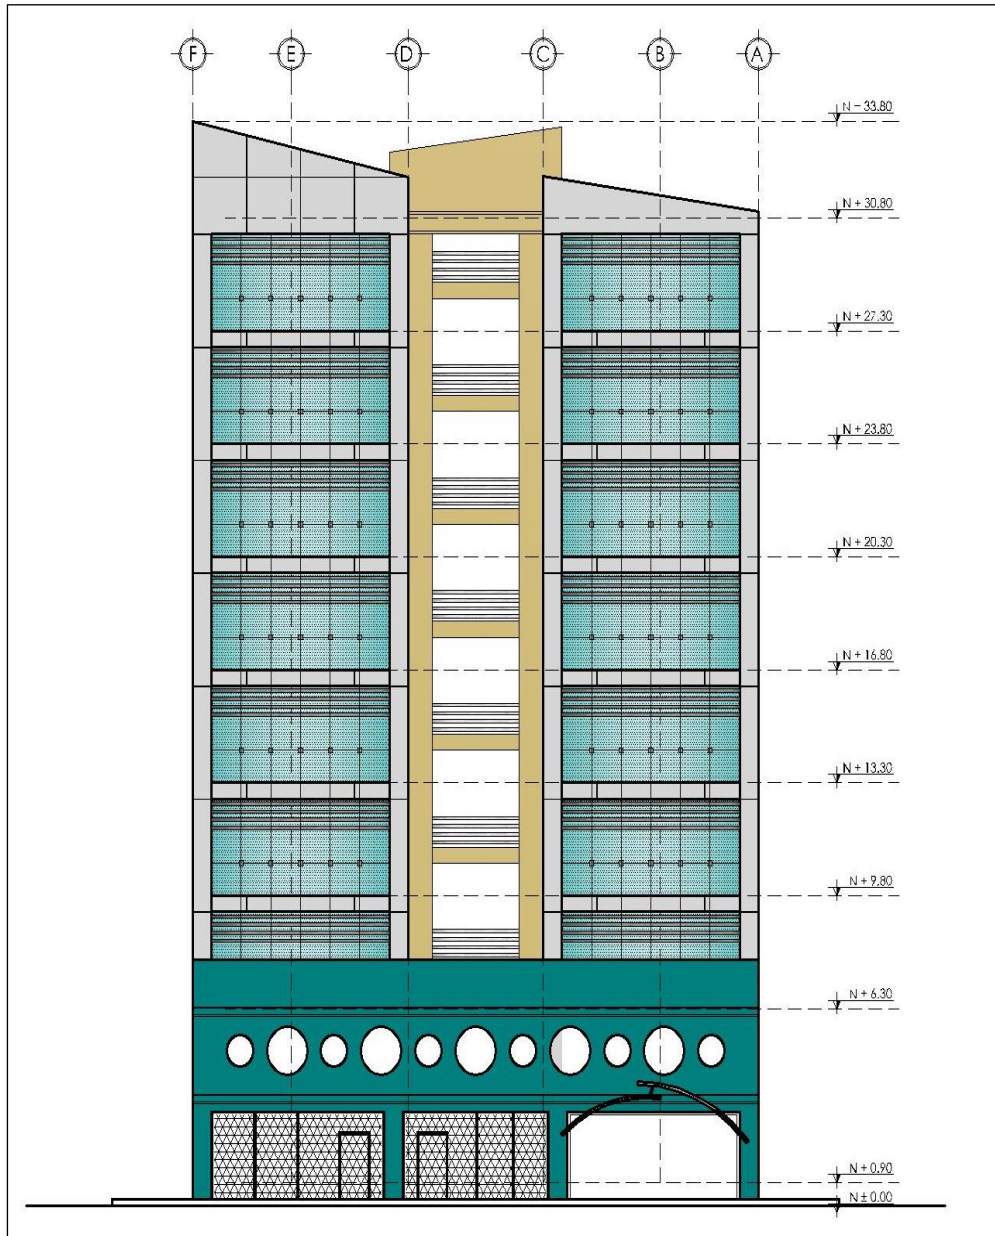 F E D C B A
N – 33.80
N + 30.80
N + 27.30
N + 23.80
N + 20.30
N + 16.80
N + 13.30
N + 9.80
N + 6.30
N + 0.90
N ± 0.00